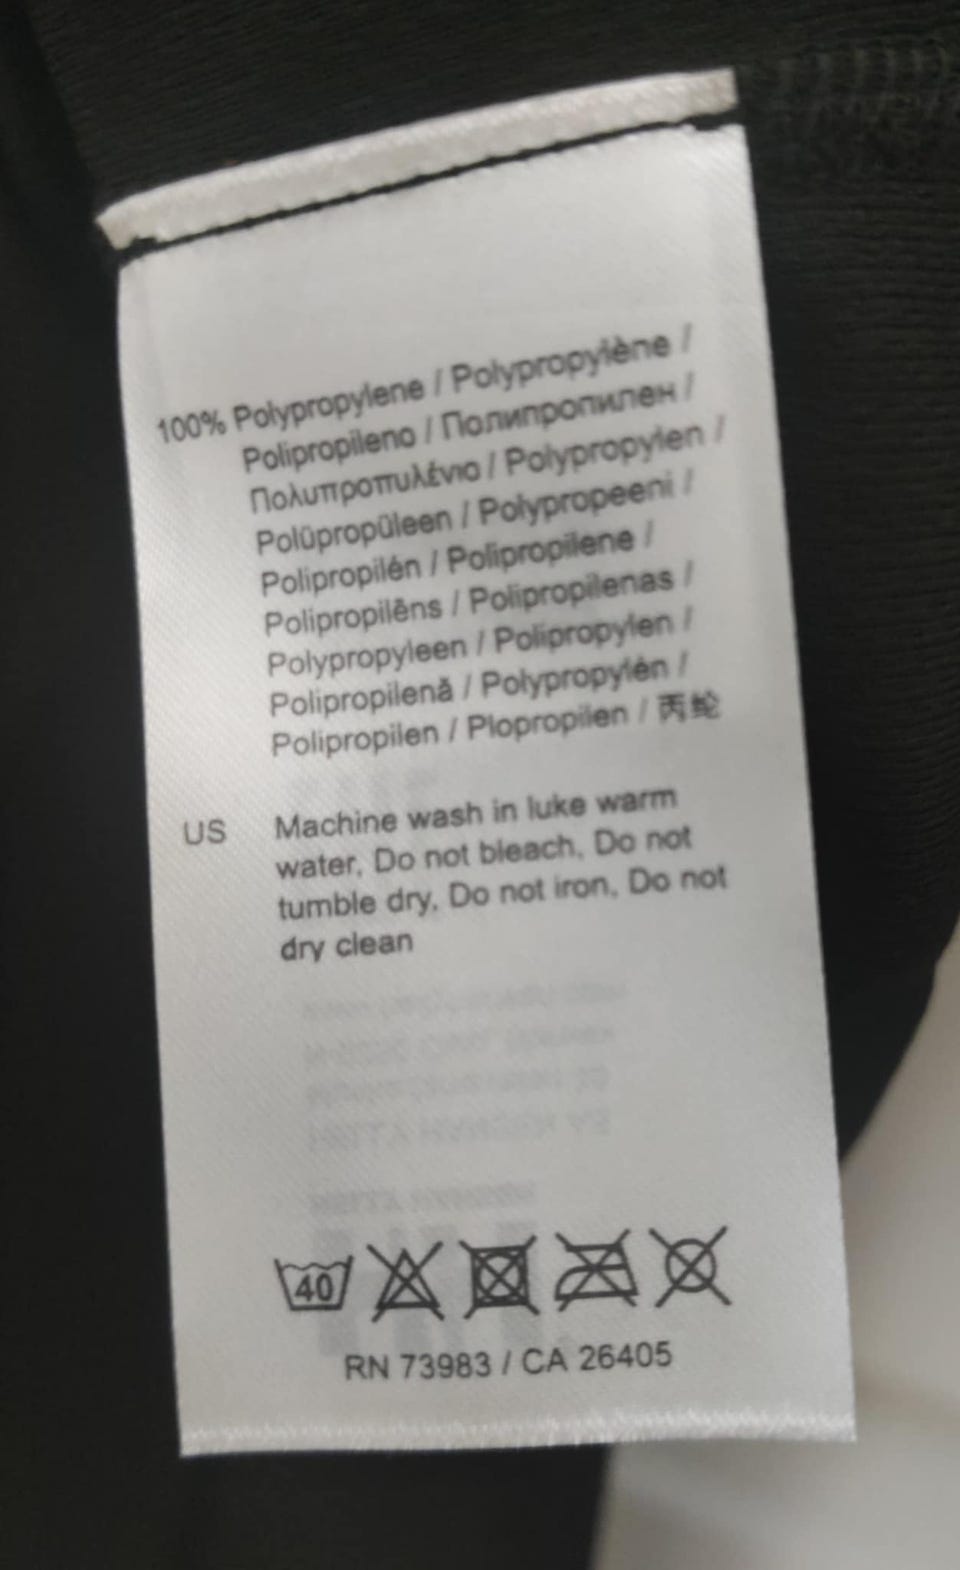 100% Polypropylene / Polypropylène /
Polipropileno / Полипропилен /
Πολυπροπυλένιο / Polypropylen /
Polüpropüleen / Polypropeeni /
Polipropilén / Polipropilene /
Polipropilēns / Polipropilenas /
Polypropyleen / Polipropylen /
Polipropilenă / Polypropylén /
Polipropilen / Plopropilen / 丙纶
US Machine wash in luke warm
water, Do not bleach, Do not
tumble dry, Do not iron, Do not
dry clean
40
RN 73983 / CA 26405